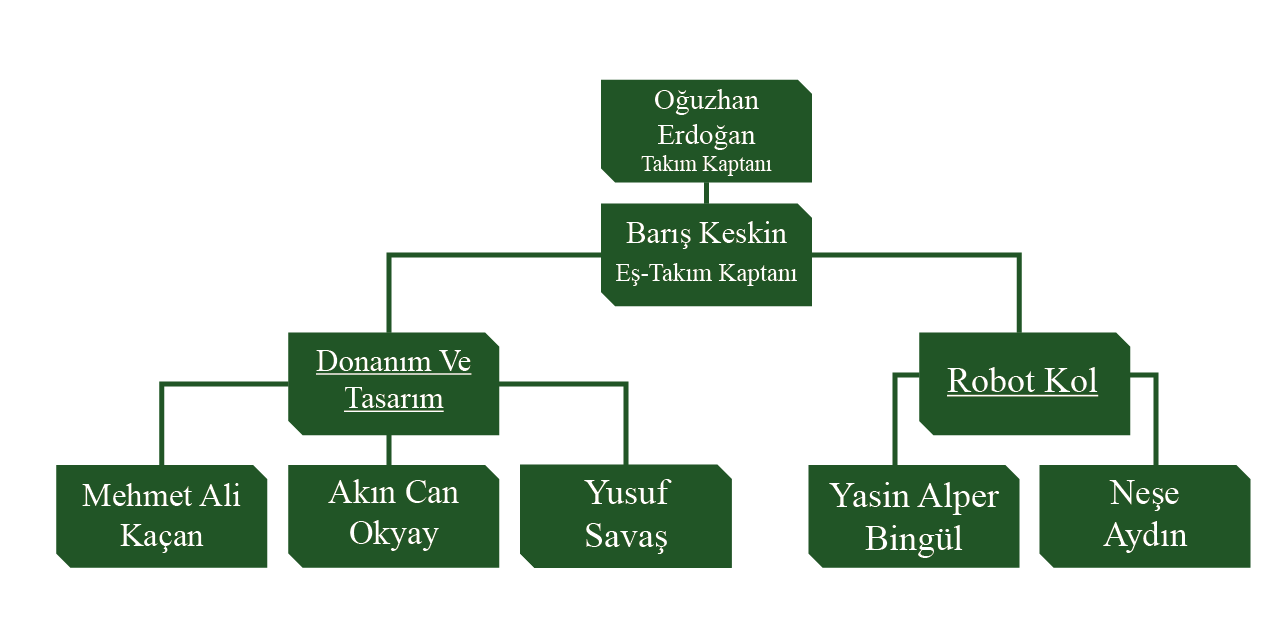 Oğuzhan
Erdoğan
Takım Kaptanı
Barış Keskin
Eş-Takım Kaptanı
Donanım Ve
Tasarım
Robot Kol
Mehmet Ali
Kaçan
Akın Can
Okyay
Yusuf
Savaş
Yasin Alper
Bingül
Neşe
Aydın